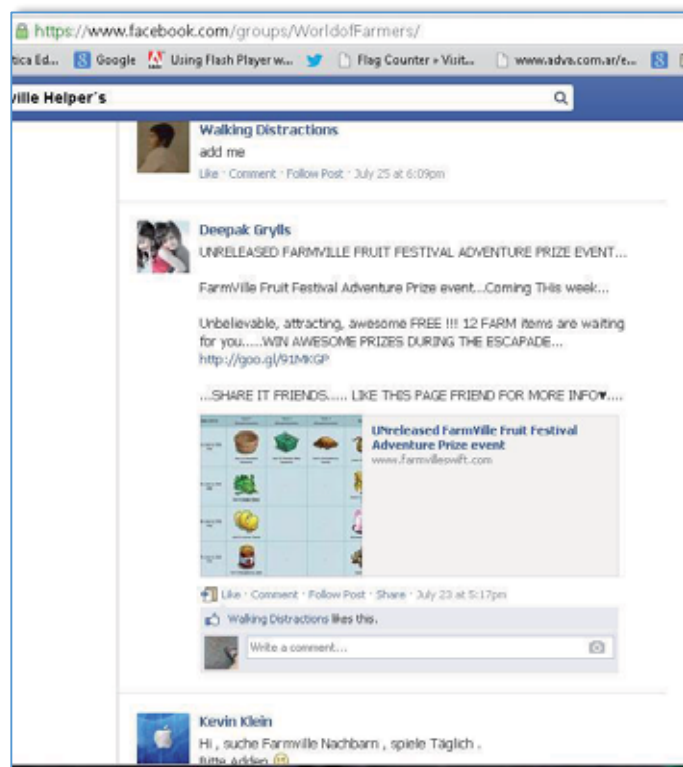 https://www.facebook.com/groups/WorldofFarmers/
tica Ed... Google Using Flash Player w... Flag Counter » Visit... www.adva.com.ar/e...
ville Helper´s
Walking Distractions
add me
Like · Comment · Follow Post · July 25 at 6:09pm
Deepak Grylls
UNRELEASED FARMVILLE FRUIT FESTIVAL ADVENTURE PRIZE EVENT...
FarmVille Fruit Festival Adventure Prize event...Coming THis week...
Unbelievable, attracting, awesome FREE !!! 12 FARM items are waiting
for you.....WIN AWESOME PRIZES DURING THE ESCAPADE...
http://goo.gl/91MKGP
...SHARE IT FRIENDS..... LIKE THIS PAGE FRIEND FOR MORE INFO♥....
UNreleased FarmVille Fruit Festival
Adventure Prize event
www.farmvilleswift.com
Like · Comment · Follow Post · Share · July 23 at 5:17pm
Walking Distractions likes this.
Write a comment...
Kevin Klein
Hi , suche Farmville Nachbarn , spiele Täglich .
Bitte Adden